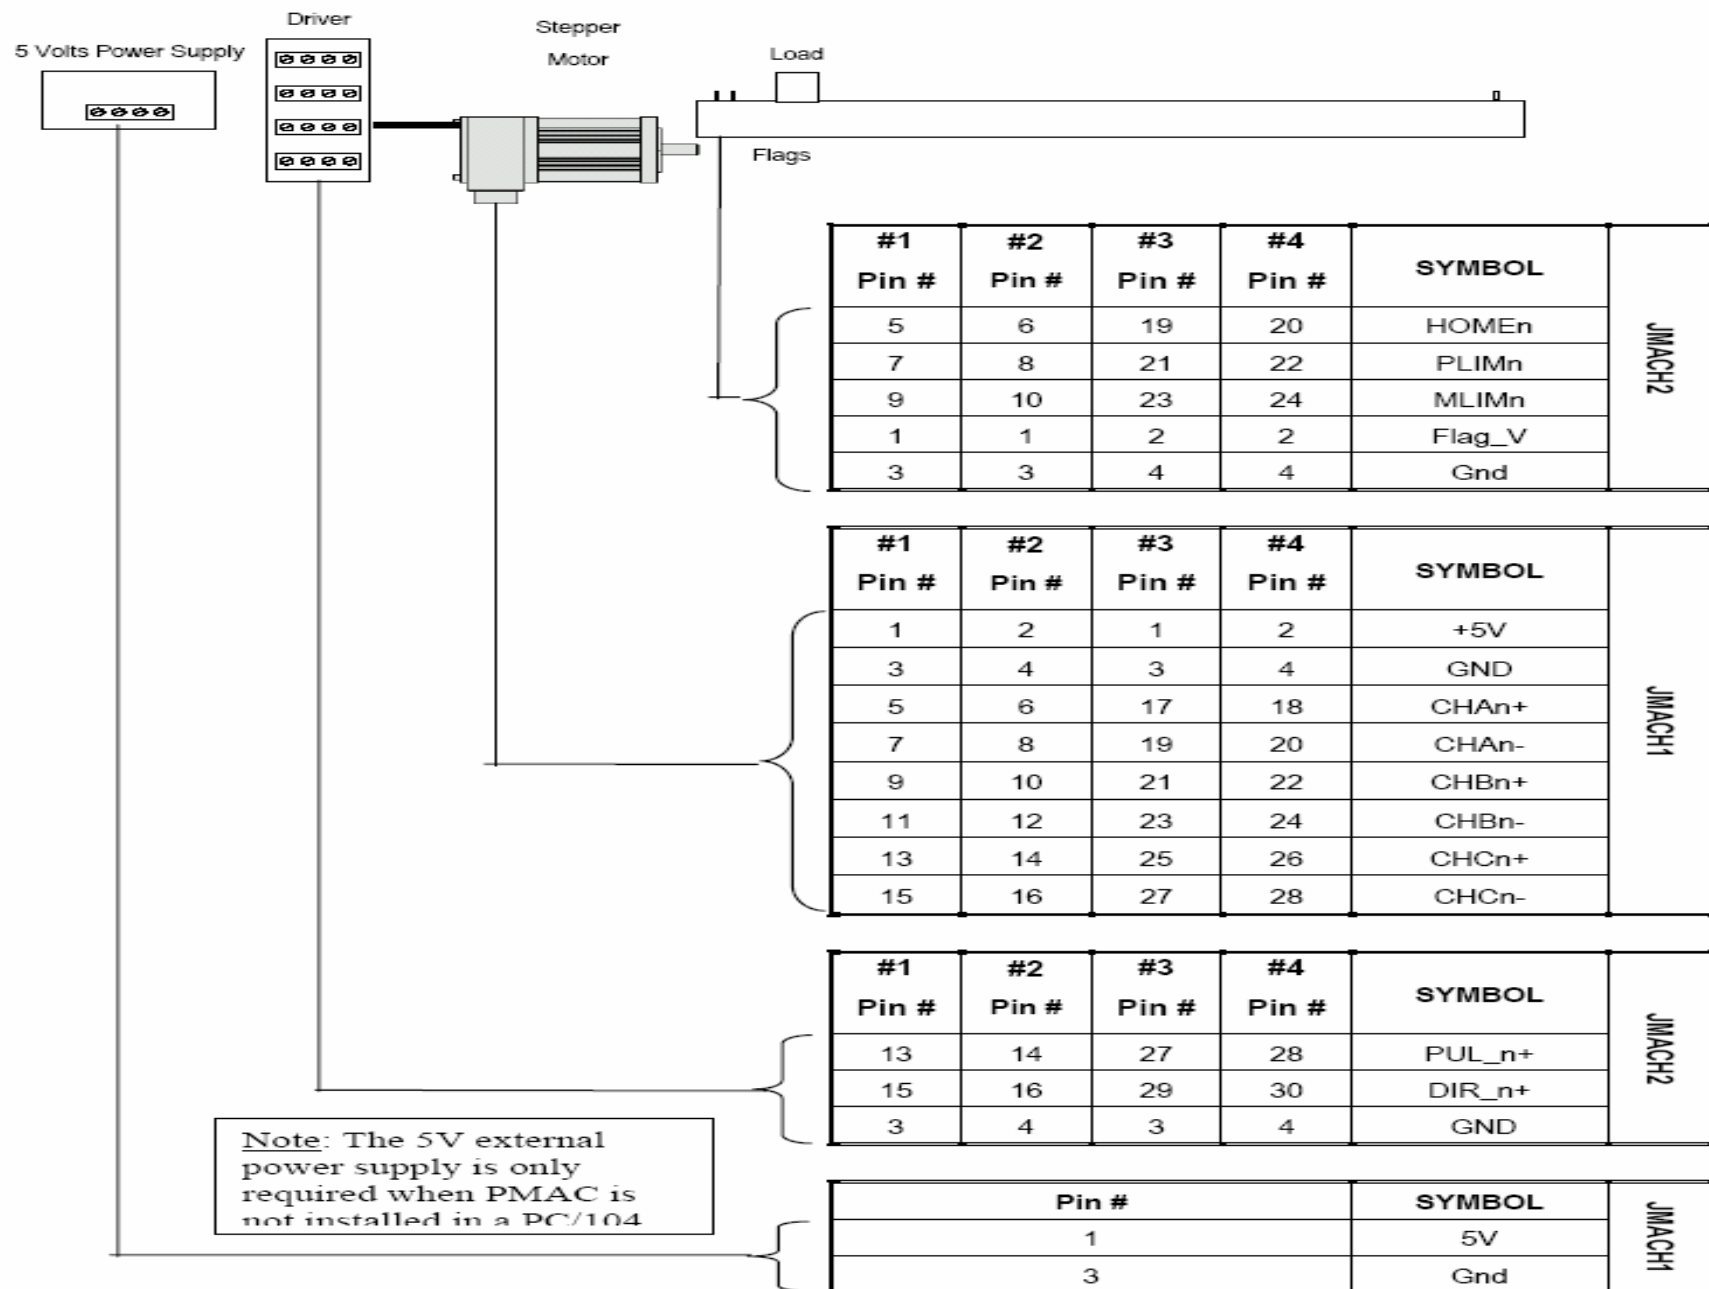 Driver
Stepper
Motor
5 Volts Power Supply
Load
Flags
#1 #2 #3 #4
Pin # Pin # Pin # Pin # SYMBOL
5 6 19 20 HOMEn
7 8 21 22 PLIMn
9 10 23 24 MLIMn
1 1 2 2 Flag_V
3 3 4 4 Gnd
JMACH2
#1 #2 #3 #4
Pin # Pin # Pin # Pin # SYMBOL
1 2 1 2 +5V
3 4 3 4 GND
5 6 17 18 CHAn+
7 8 19 20 CHAn-
9 10 21 22 CHBn+
11 12 23 24 CHBn-
13 14 25 26 CHCn+
15 16 27 28 CHCn-
JMACH1
#1 #2 #3 #4
Pin # Pin # Pin # Pin # SYMBOL
13 14 27 28 PUL_n+
15 16 29 30 DIR_n+
3 4 3 4 GND
JMACH2
Note: The 5V external
power supply is only
required when PMAC is
not installed in a PC/104
Pin # SYMBOL
1 5V
3 Gnd
JMACH1